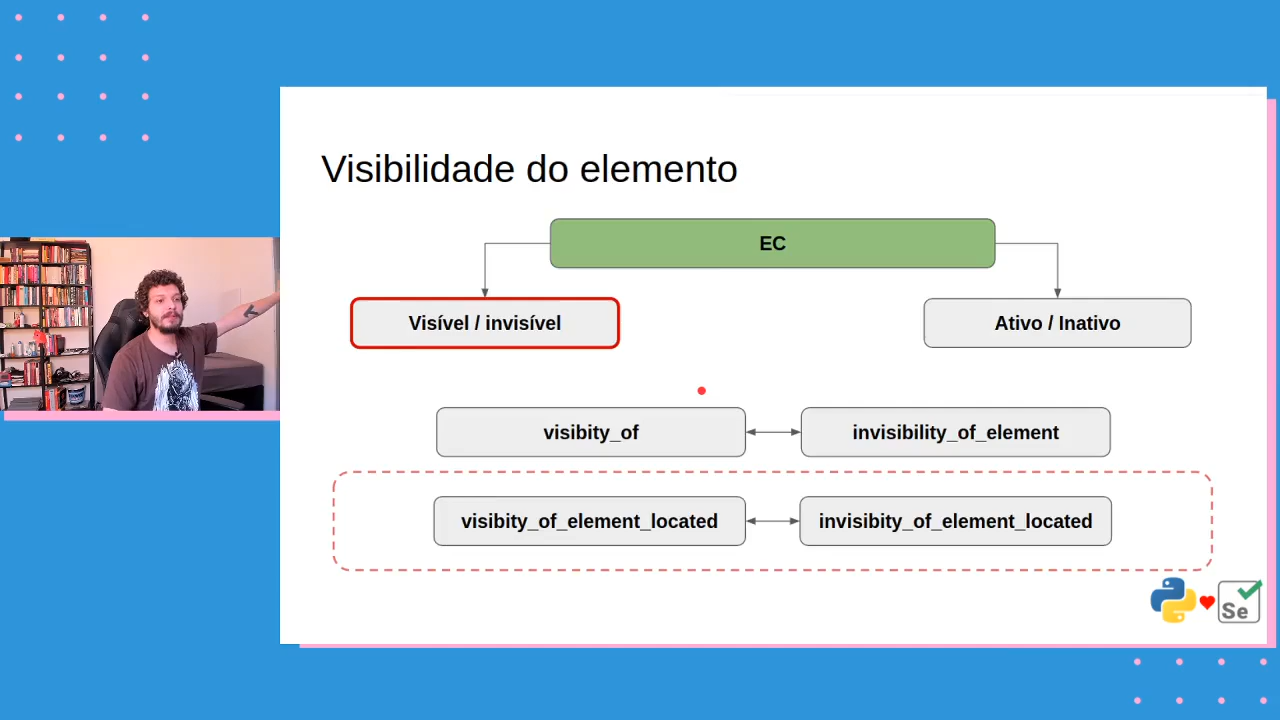 Visibilidade do elemento
EC
Visível / invisível
Ativo / Inativo
visibity_of
invisibility_of_element
visibity_of_element_located
invisibity_of_element_located
Se